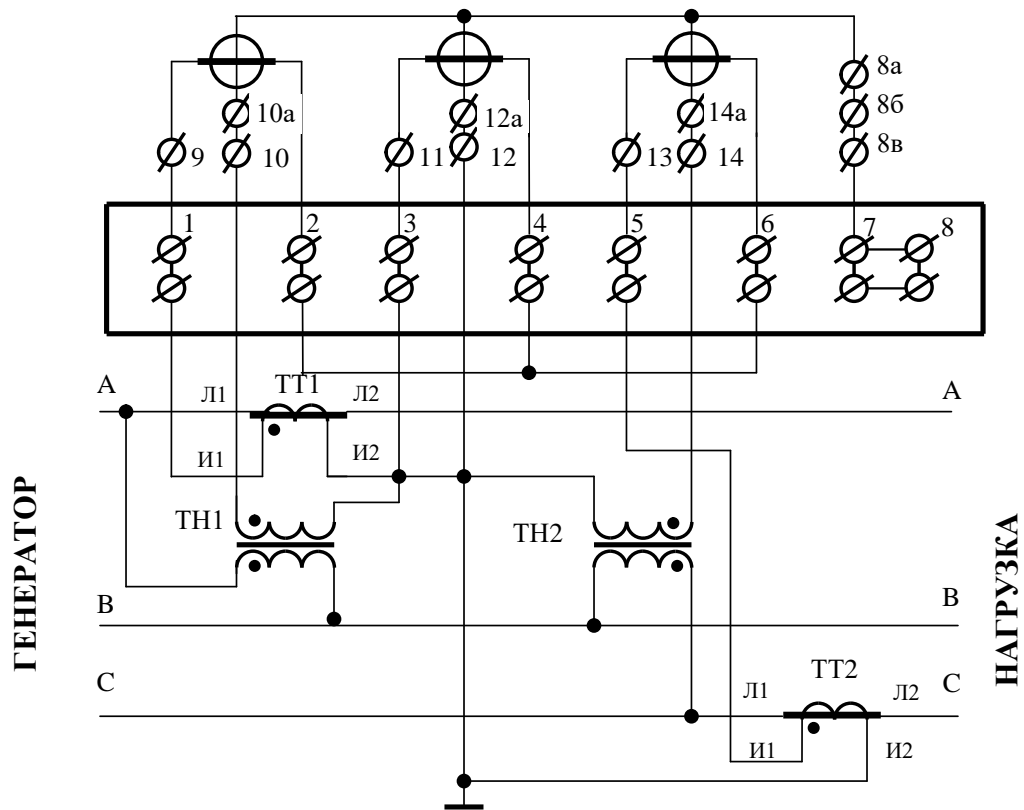 8а
10а
12а
14а
8б
9
10
11
12
13
14
8в
1
2
3
4
5
6
7
8
А
Л1
ТТ1
Л2
А
И1
И2
ТН1
ТН2
В
В
ГЕНЕРАТОР
НАГРУЗКА
С
Л1
ТТ2
Л2
С
И1
И2